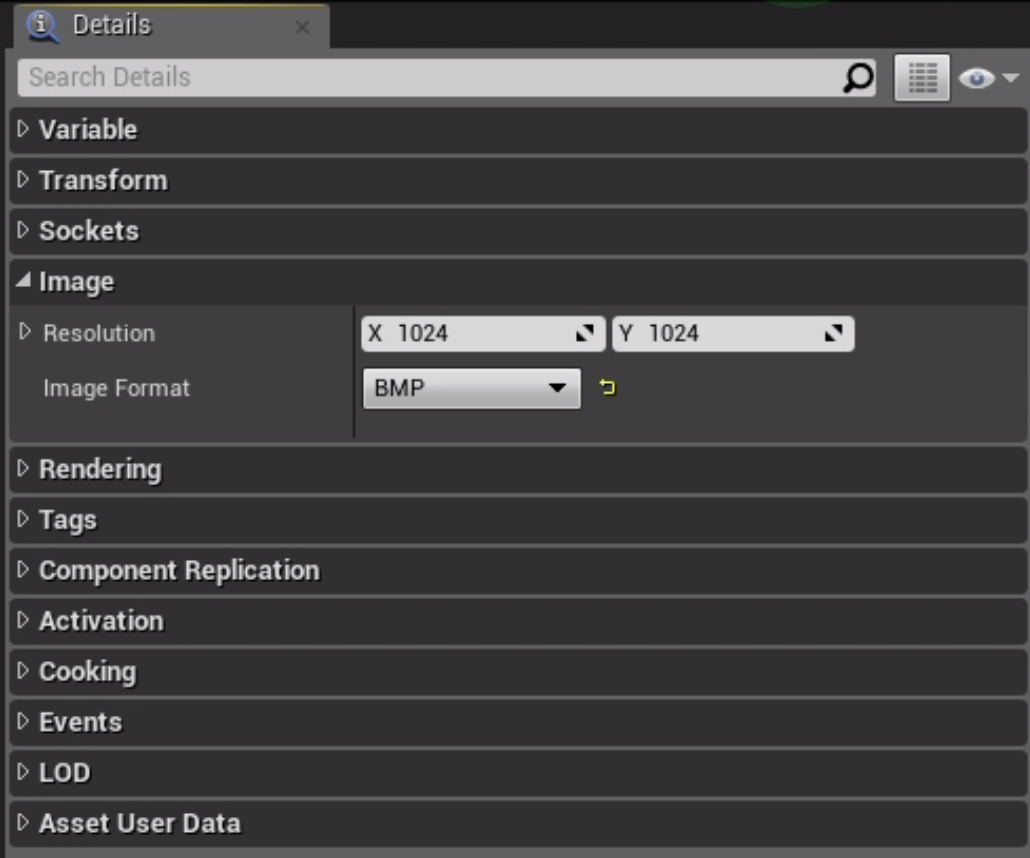 Details
Search Details
Variable
Transform
Sockets
Image
Resolution X 1024 Y 1024
Image Format BMP
Rendering
Tags
Component Replication
Activation
Cooking
Events
LOD
Asset User Data